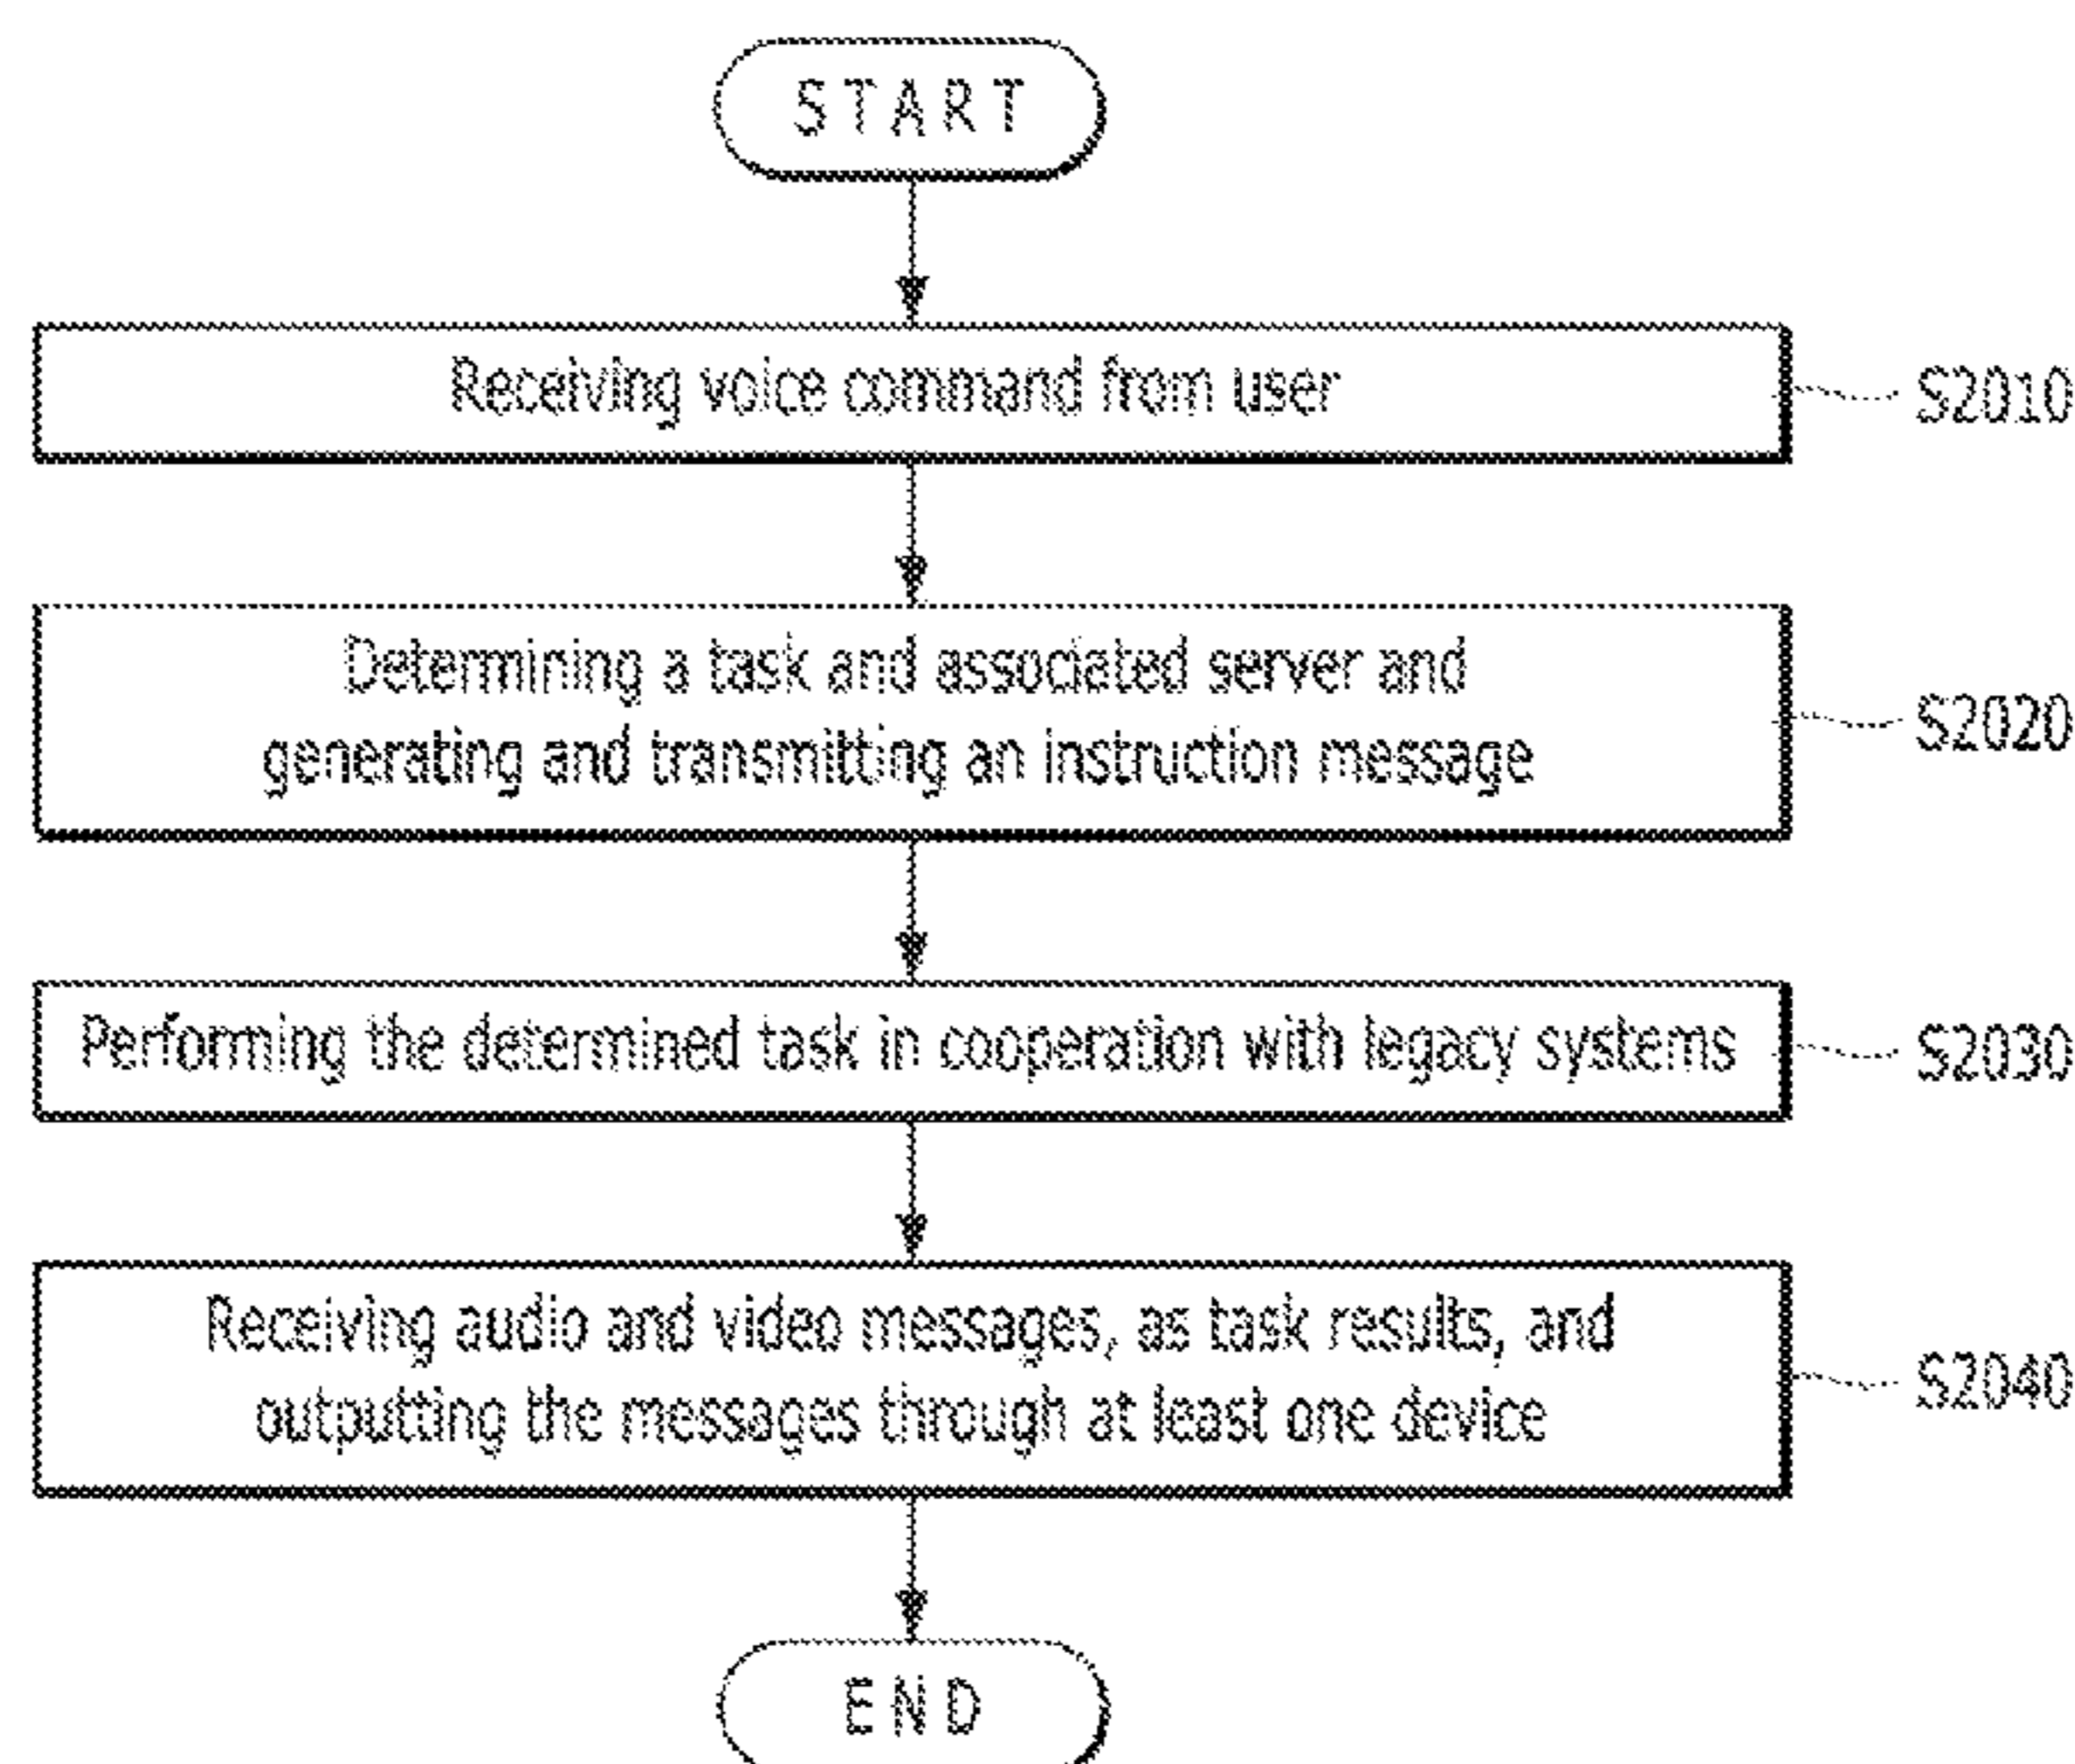 START
Receiving voice command from user
S2010
Determining a task and associated server and
generating and transmitting an instruction message
S2020
Performing the determined task in cooperation with legacy systems
S2030
Receiving audio and video messages, as task results, and
outputting the messages through at least one device
S2040
END